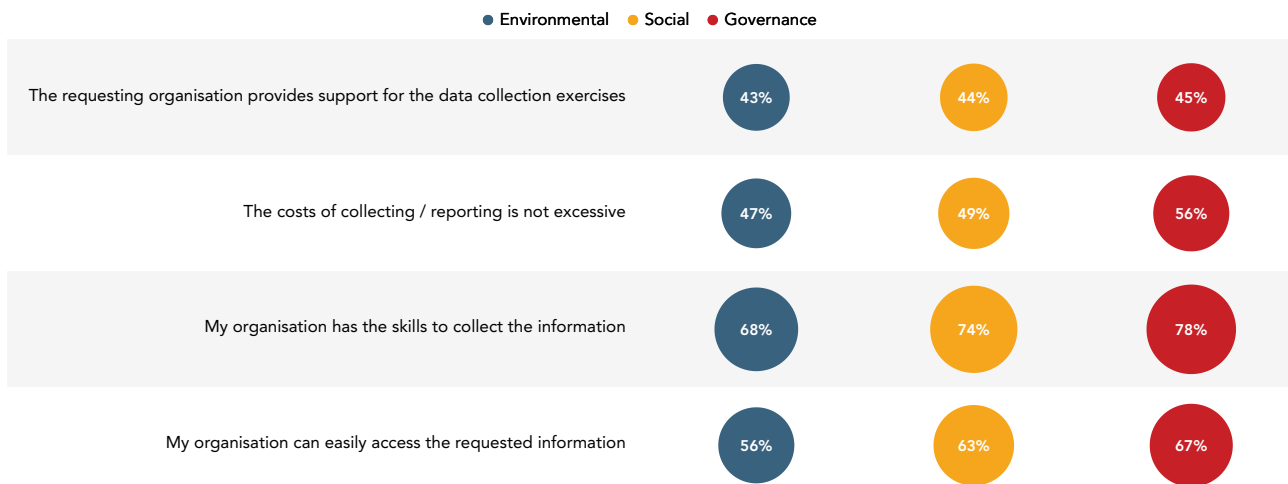 Environmental Social Governance
The requesting organisation provides support for the data collection exercises 43% 44% 45%
The costs of collecting / reporting is not excessive 47% 49% 56%
My organisation has the skills to collect the information 68% 74% 78%
My organisation can easily access the requested information 56% 63% 67%